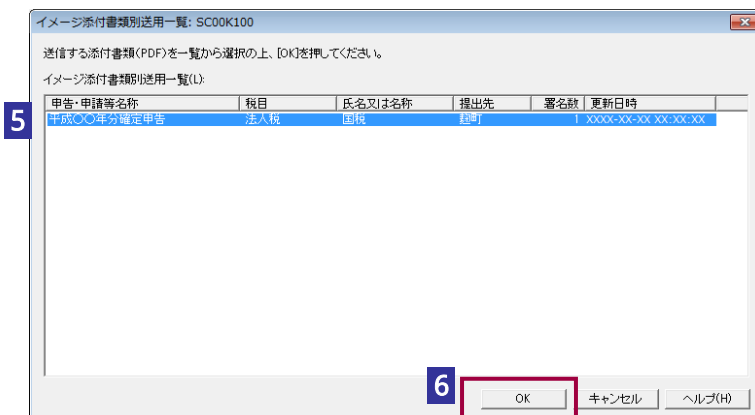 イメージ添付書類別送用一覧: SC00K100
送信する添付書類(PDF)を一覧から選択の上、[OK]を押してください。
イメージ添付書類別送用一覧(L):
申告・申請等名称 税目 氏名又は名称 提出先 署名数 更新日時
5
平成〇〇年分確定申告 法人税 国税 麹町 1 XXXX-XX-XX XX:XX:XX
6
OK キャンセル ヘルプ(H)